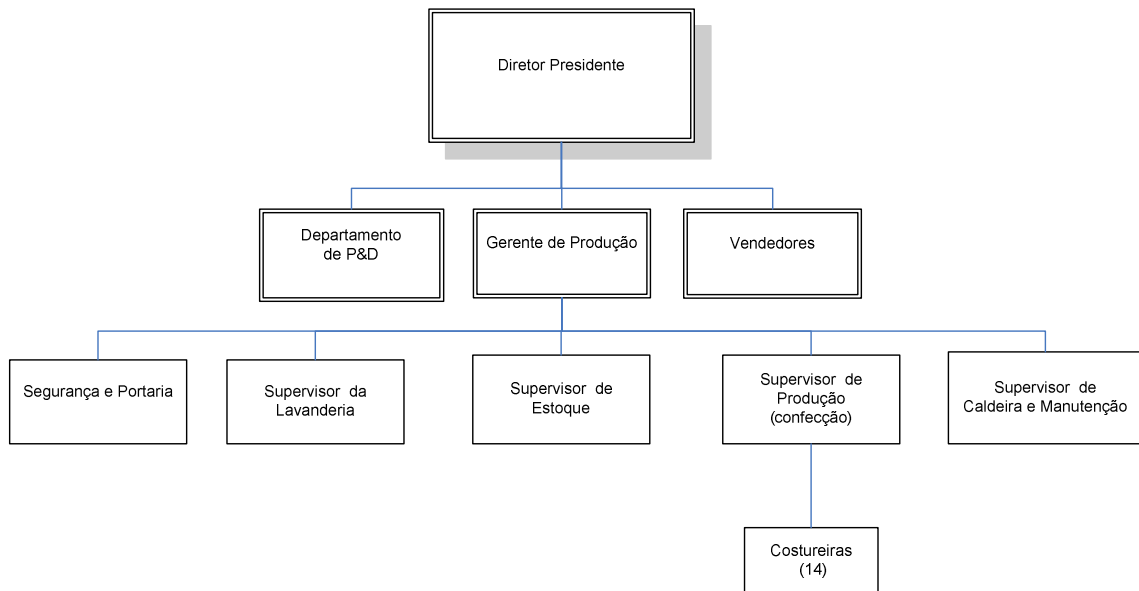 Diretor Presidente
Departamento
de P&D
Gerente de Produção
Vendedores
Segurança e Portaria
Supervisor da
Lavanderia
Supervisor de
Estoque
Supervisor de
Produção
(confecção)
Supervisor de
Caldeira e Manutenção
Costureiras
(14)